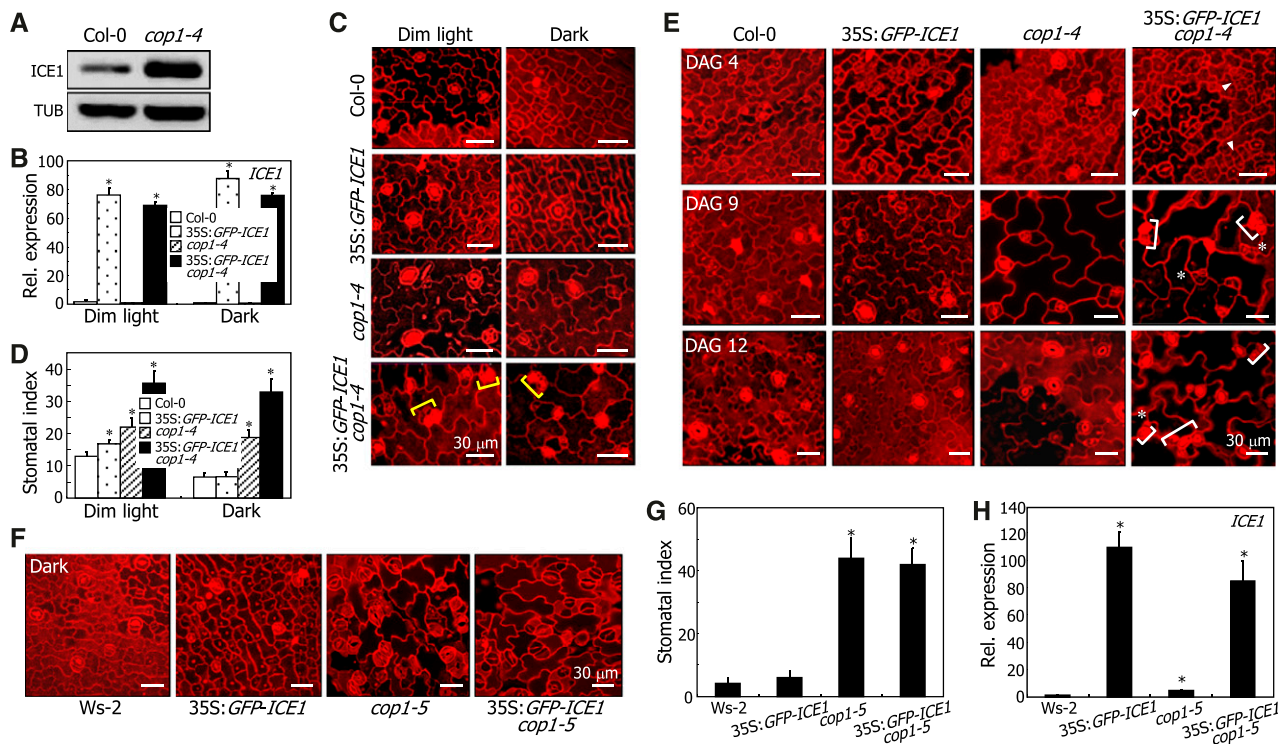 A
Col-0 cop1-4
ICE1
TUB
B
Rel. expression
100
80
60
40
20
0
ICE1
* * * *
Col-0
35S:GFP-ICE1
cop1-4
35S:GFP-ICE1
cop1-4
Dim light Dark
D
Stomatal index
40
30
20
10
0
* * * * *
Col-0
35S:GFP-ICE1
cop1-4
35S:GFP-ICE1
cop1-4
Dim light Dark
C
Dim light Dark
Col-0
35S:GFP-ICE1
cop1-4
35S:GFP-ICE1
cop1-4
30 μm
E
Col-0 35S:GFP-ICE1 cop1-4 35S:GFP-ICE1
cop1-4
DAG 4
DAG 9
* *
DAG 12
*
30 μm
F
Dark
30 μm
Ws-2 35S:GFP-ICE1 cop1-5 35S:GFP-ICE1
cop1-5
G
Stomatal index
60
40
20
0
* *
Ws-2 35S:GFP-ICE1 cop1-5 35S:GFP-ICE1
cop1-5
H
Rel. expression
140
120
100
80
60
40
20
0
ICE1
* * *
Ws-2 35S:GFP-ICE1 cop1-5 35S:GFP-ICE1
cop1-5